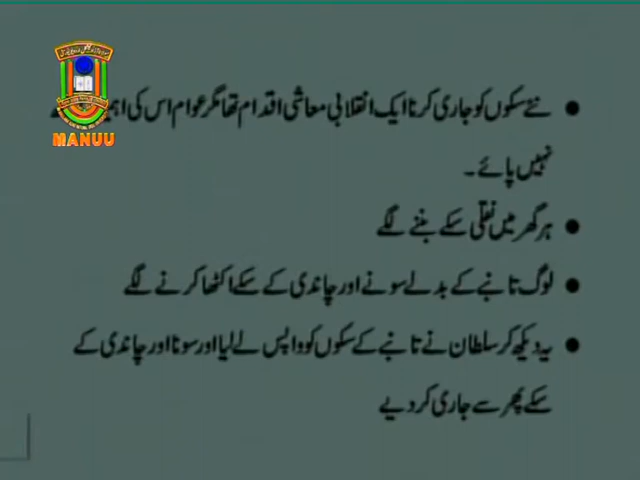 نئے سکوں کو جاری کرنا ایک انقلابی معاشی اقدام تھا مگر عوام اس کی
نہیں پائے۔
ہر گھر میں نقلی سکے بننے لگے
لوگ تانبے کے بدلے سونے اور چاندی کے سکے اکٹھا کرنے لگے
یہ دیکھ کر سلطان نے تانبے کے سکوں کو واپس لے لیا اور سونا اور چاندی کے
سکے پھر سے جاری کر دیے
MANUU